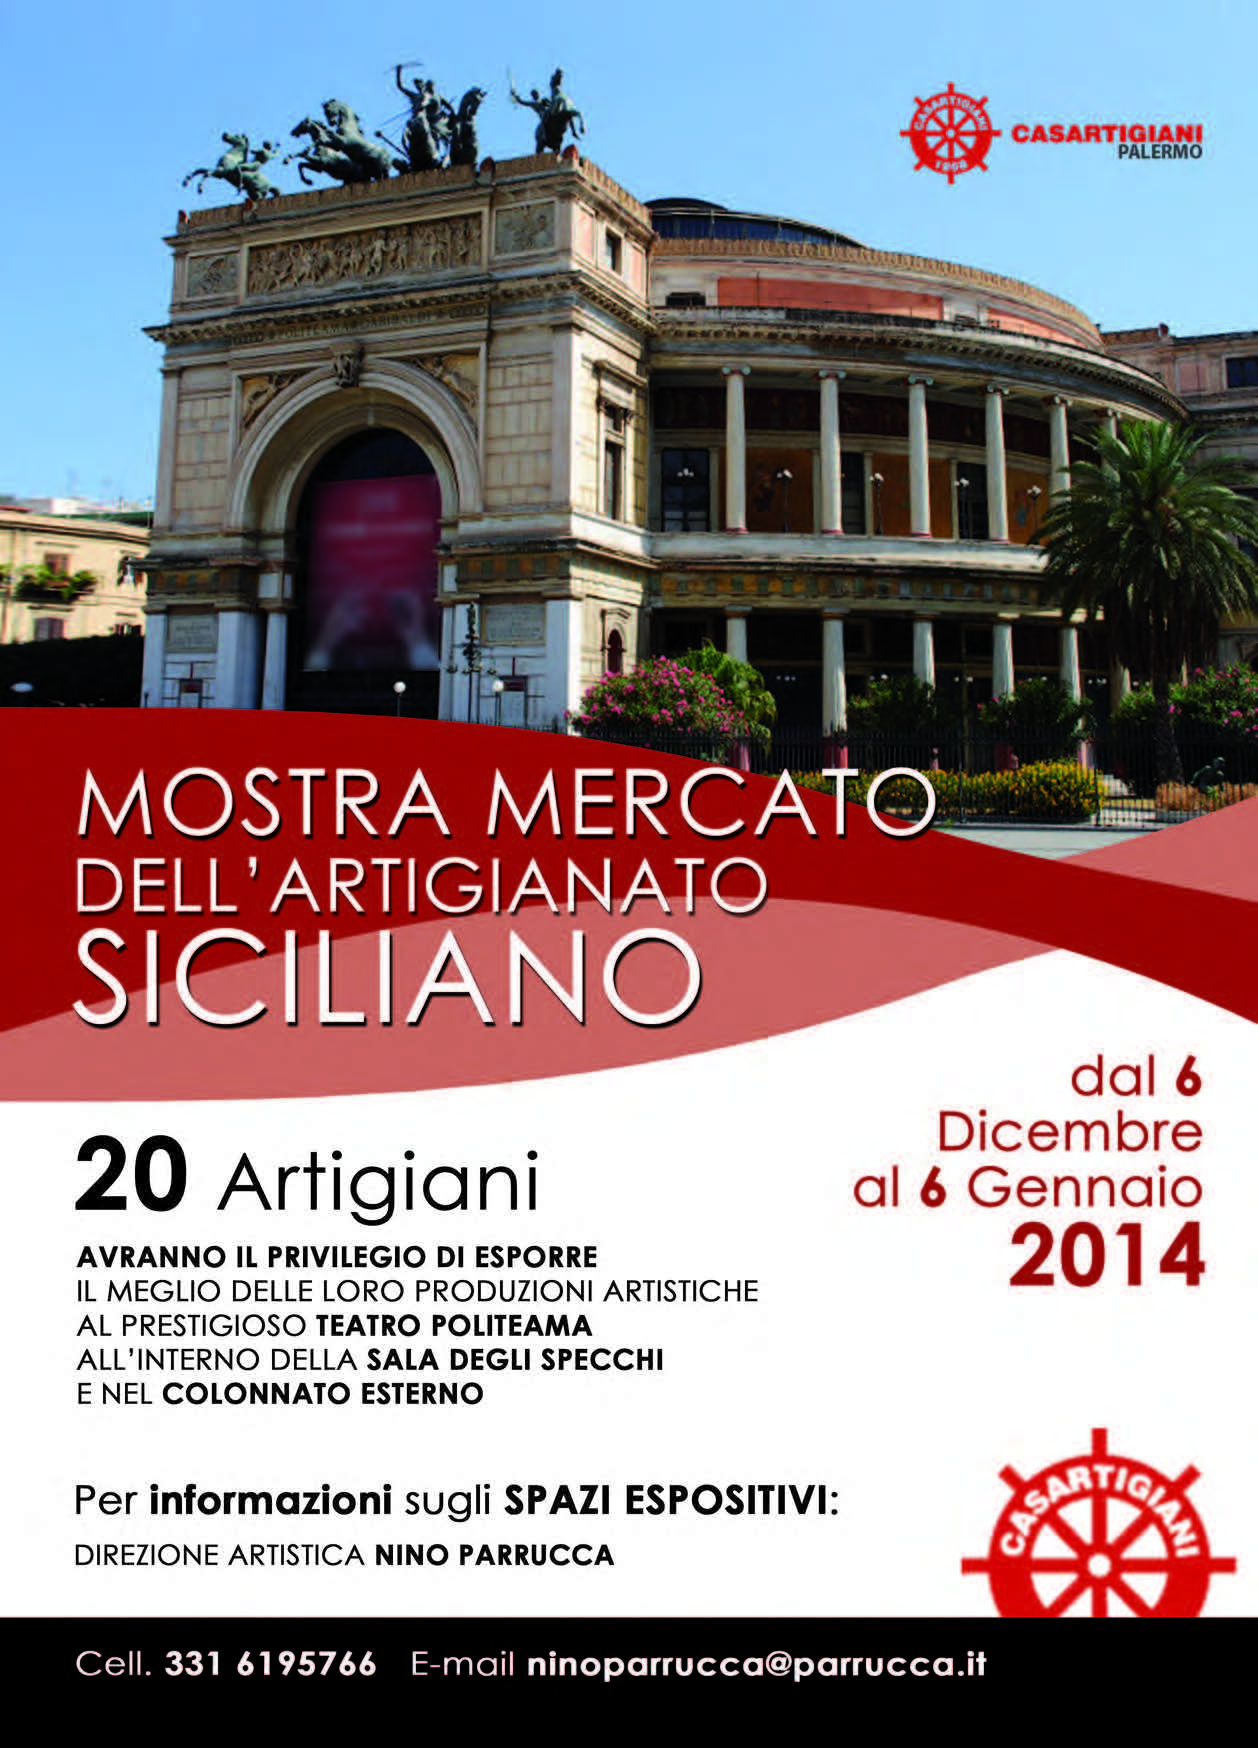 CASARTIGIANI
1958
CASARTIGIANI
PALERMO
POLITEAMA GARIBALDI
MOSTRA MERCATO
DELL'ARTIGIANATO
SICILIANO
dal 6
Dicembre
al 6 Gennaio
2014
20 Artigiani
AVRANNO IL PRIVILEGIO DI ESPORRE
IL MEGLIO DELLE LORO PRODUZIONI ARTISTICHE
AL PRESTIGIOSO TEATRO POLITEAMA
ALL'INTERNO DELLA SALA DEGLI SPECCHI
E NEL COLONNATO ESTERNO
Per informazioni sugli SPAZI ESPOSITIVI:
DIREZIONE ARTISTICA NINO PARRUCCA
CASARTIGIANI
Cell. 331 6195766 E-mail ninoparrucca@parrucca.it